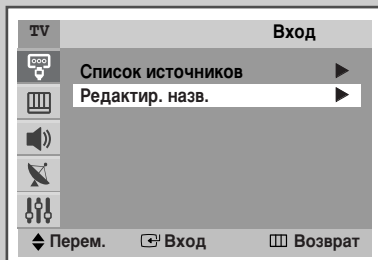 TV Вход
Список источников
Редактир. назв.
Перем. Вход Возврат